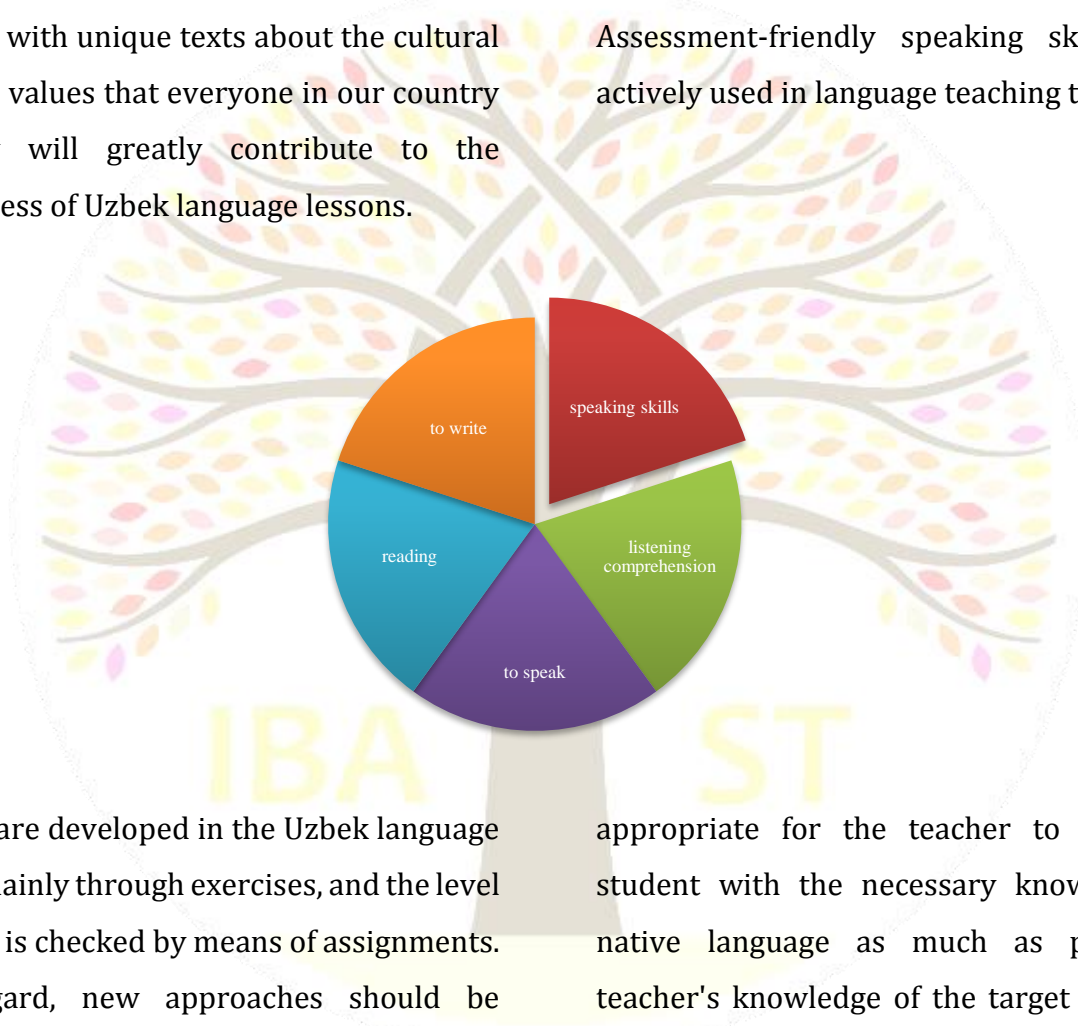 with unique texts about the cultural
values that everyone in our country
will greatly contribute to the
ess of Uzbek language lessons.
Assessment-friendly speaking sk
actively used in language teaching t
speaking skills
to write
listening
comprehension
reading
to speak
IBA ST
are developed in the Uzbek language
ainly through exercises, and the level
is checked by means of assignments.
gard, new approaches should be
appropriate for the teacher to
student with the necessary know
native language as much as p
teacher's knowledge of the target